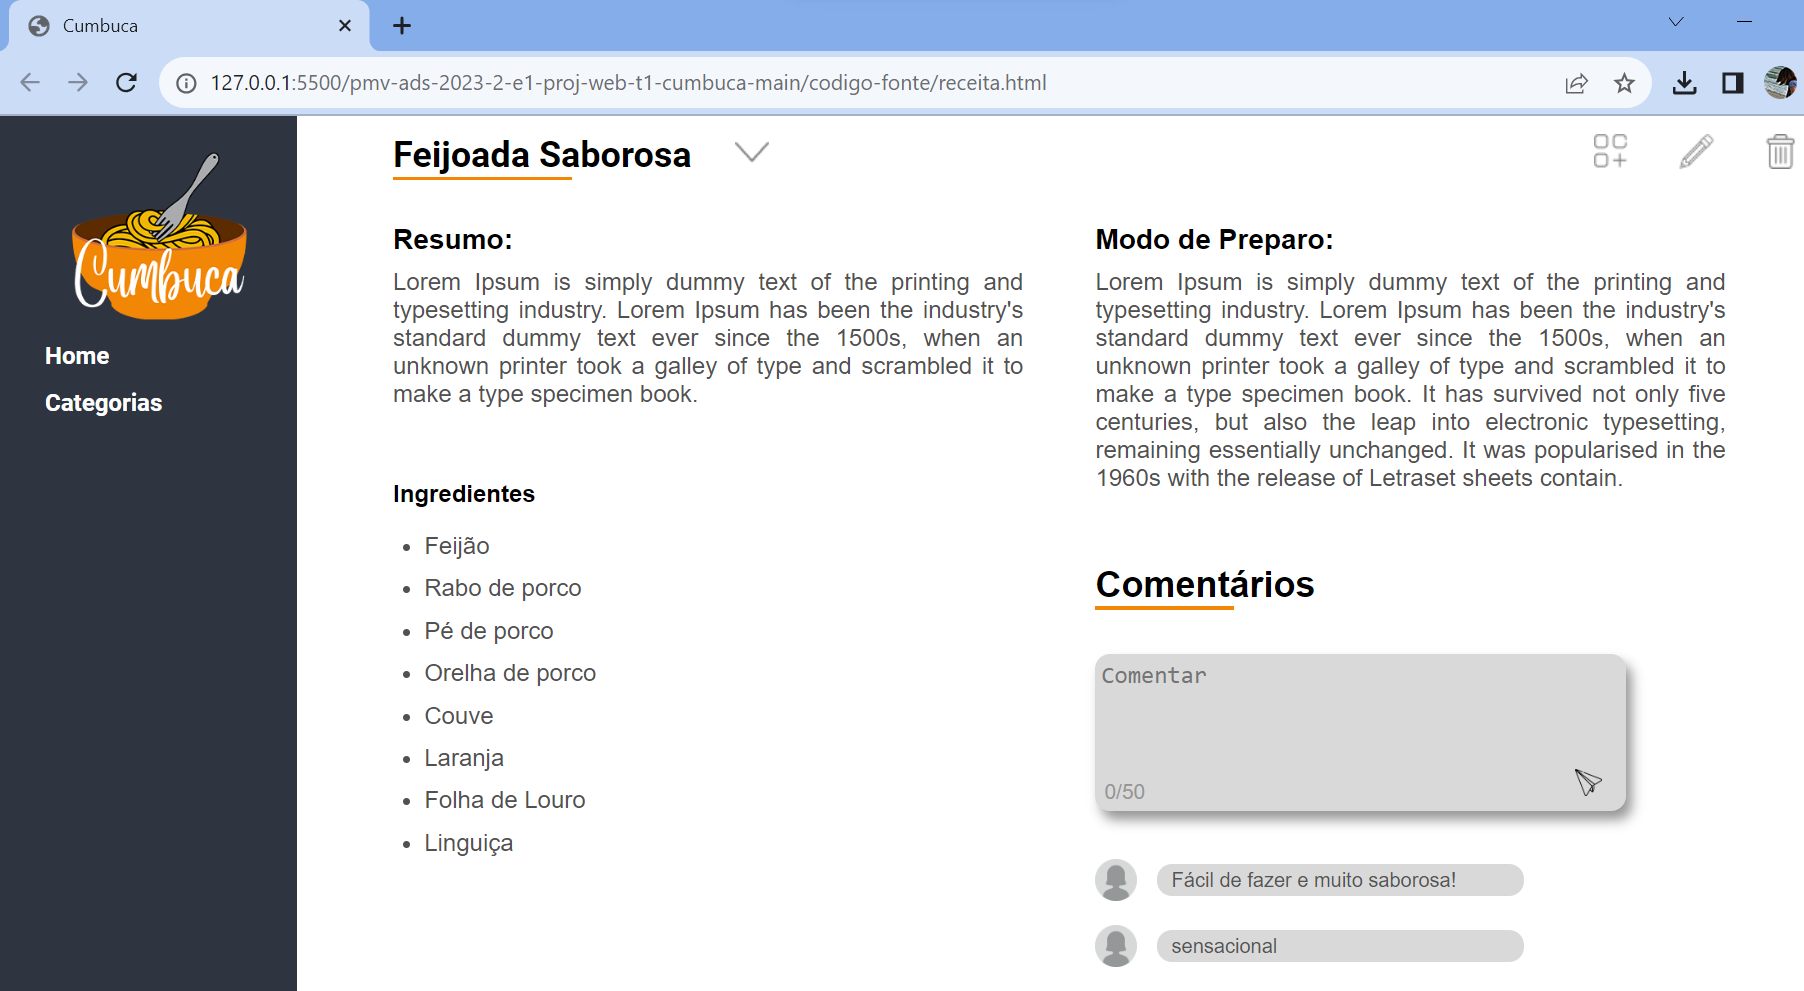 Cumbuca
127.0.0.1:5500/pmv-ads-2023-2-e1-proj-web-t1-cumbuca-main/codigo-fonte/receita.html
Cumbuca
Home
Categorias
Feijoada Saborosa
Resumo:
Lorem Ipsum is simply dummy text of the printing and
typesetting industry. Lorem Ipsum has been the industry's
standard dummy text ever since the 1500s, when an
unknown printer took a galley of type and scrambled it to
make a type specimen book.
Ingredientes
Feijão
Rabo de porco
Pé de porco
Orelha de porco
Couve
Laranja
Folha de Louro
Linguiça
Modo de Preparo:
Lorem Ipsum is simply dummy text of the printing and
typesetting industry. Lorem Ipsum has been the industry's
standard dummy text ever since the 1500s, when an
unknown printer took a galley of type and scrambled it to
make a type specimen book. It has survived not only five
centuries, but also the leap into electronic typesetting,
remaining essentially unchanged. It was popularised in the
1960s with the release of Letraset sheets contain.
Comentários
Comentar
0/50
Fácil de fazer e muito saborosa!
sensacional